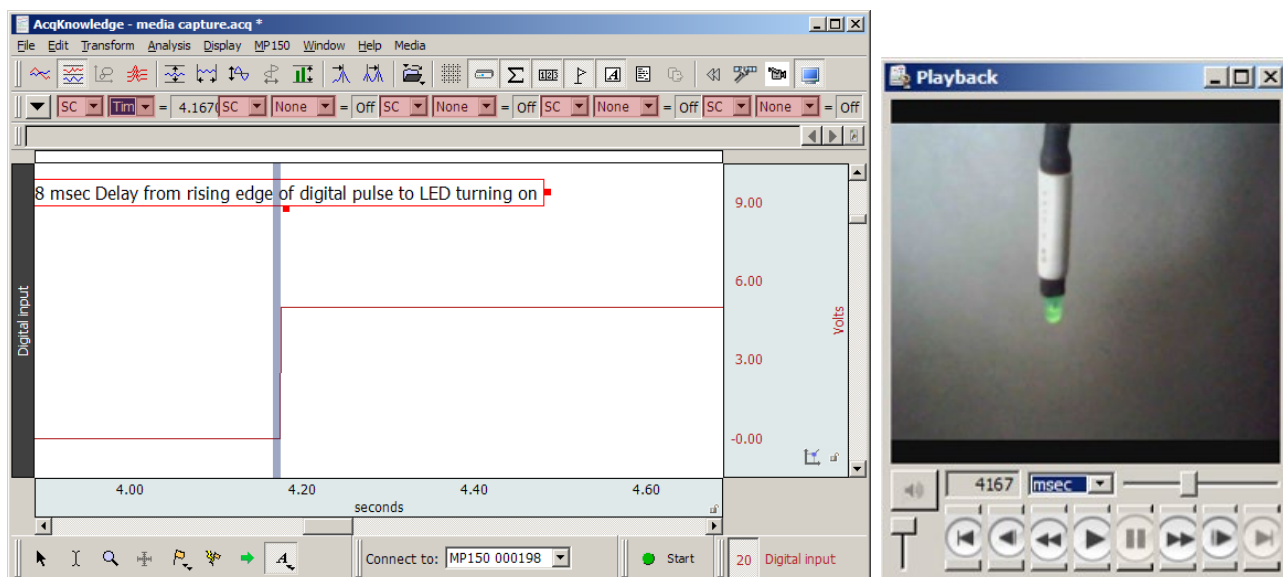 AcqKnowledge - media capture.acq *
File Edit Transform Analysis Display MP150 Window Help Media
SC Tim = 4.167( SC None = Off SC None = Off SC None = Off SC None = Off
8 msec Delay from rising edge of digital pulse to LED turning on
Digital input
9.00
6.00
3.00
-0.00
Volts
4.00 4.20 4.40 4.60
seconds
Connect to: MP150 000198 Start 20 Digital input
Playback
4167 msec